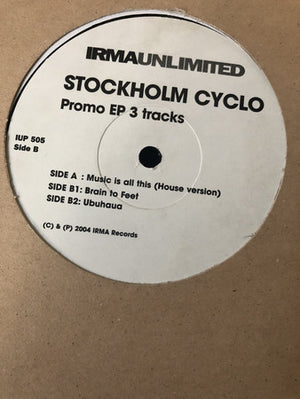 IRMAUNLIMITED
STOCKHOLM CYCLO
Promo EP 3 tracks
IUP 505
Side B
SIDE A : Music is all this (House version)
SIDE B1: Brain to Feet
SIDE B2: Ubuhaua
(C) & (P) 2004 IRMA Records